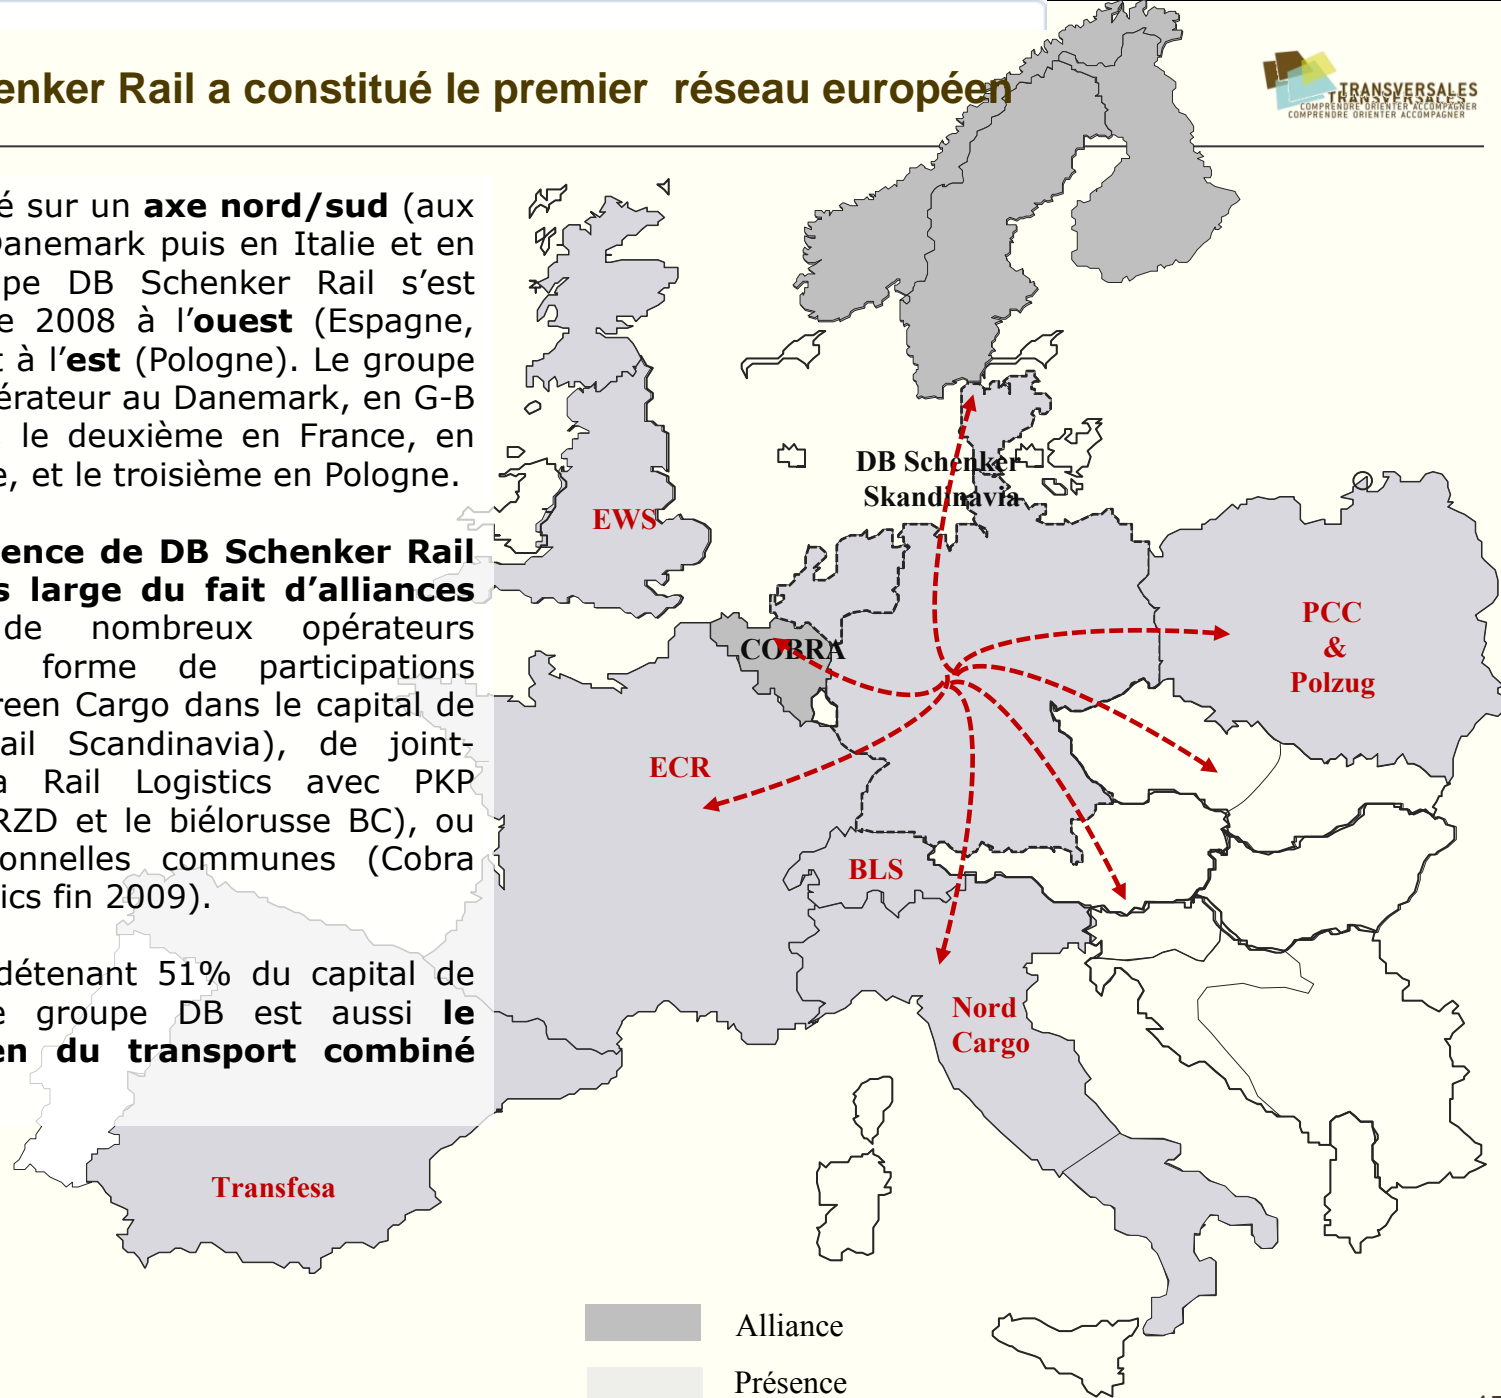 enker Rail a constitué le premier réseau européen
TRANSVERSALES
TRANSVERSALES
COMPRENDRE ORIENTER ACCOMPAGNER
COMPRENDRE ORIENTER ACCOMPAGNER
é sur un axe nord/sud (aux
Danemark puis en Italie et en
pe DB Schenker Rail s'est
e 2008 à l'ouest (Espagne,
t à l'est (Pologne). Le groupe
érateur au Danemark, en G-B
le deuxième en France, en
e, et le troisième en Pologne.
ence de DB Schenker Rail
s large du fait d'alliances
de nombreux opérateurs
forme de participations
reen Cargo dans le capital de
ail Scandinavia), de joint-
a Rail Logistics avec PKP
RZD et le biélorusse BC), ou
onnelles communes (Cobra
ics fin 2009).
détenant 51% du capital de
e groupe DB est aussi le
en du transport combiné
DB Schenker
Skandinavia
EWS
PCC
&
Polzug
COBRA
ECR
BLS
Nord
Cargo
Transfesa
Alliance
Présence